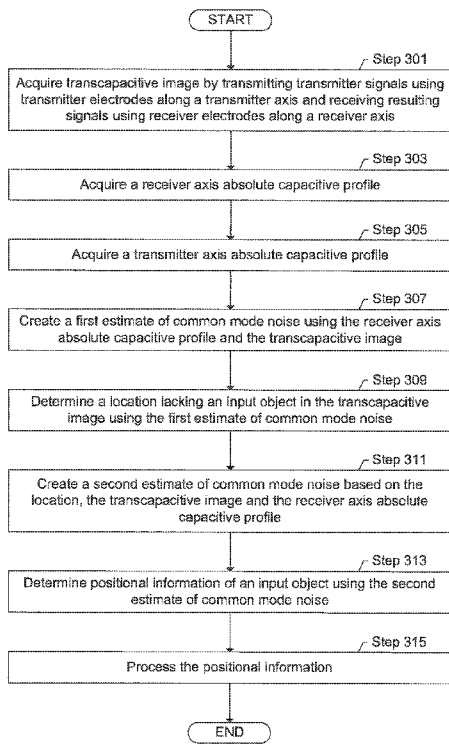 START
Step 301
Acquire transcapacitive image by transmitting transmitter signals using
transmitter electrodes along a transmitter axis and receiving resulting
signals using receiver electrodes along a receiver axis
Step 303
Acquire a receiver axis absolute capacitive profile
Step 305
Acquire a transmitter axis absolute capacitive profile
Step 307
Create a first estimate of common mode noise using the receiver axis
absolute capacitive profile and the transcapacitive image
Step 309
Determine a location lacking an input object in the transcapacitive
image using the first estimate of common mode noise
Step 311
Create a second estimate of common mode noise based on the
location, the transcapacitive image and the receiver axis absolute
capacitive profile
Step 313
Determine positional information of an input object using the second
estimate of common mode noise
Step 315
Process the positional information
END